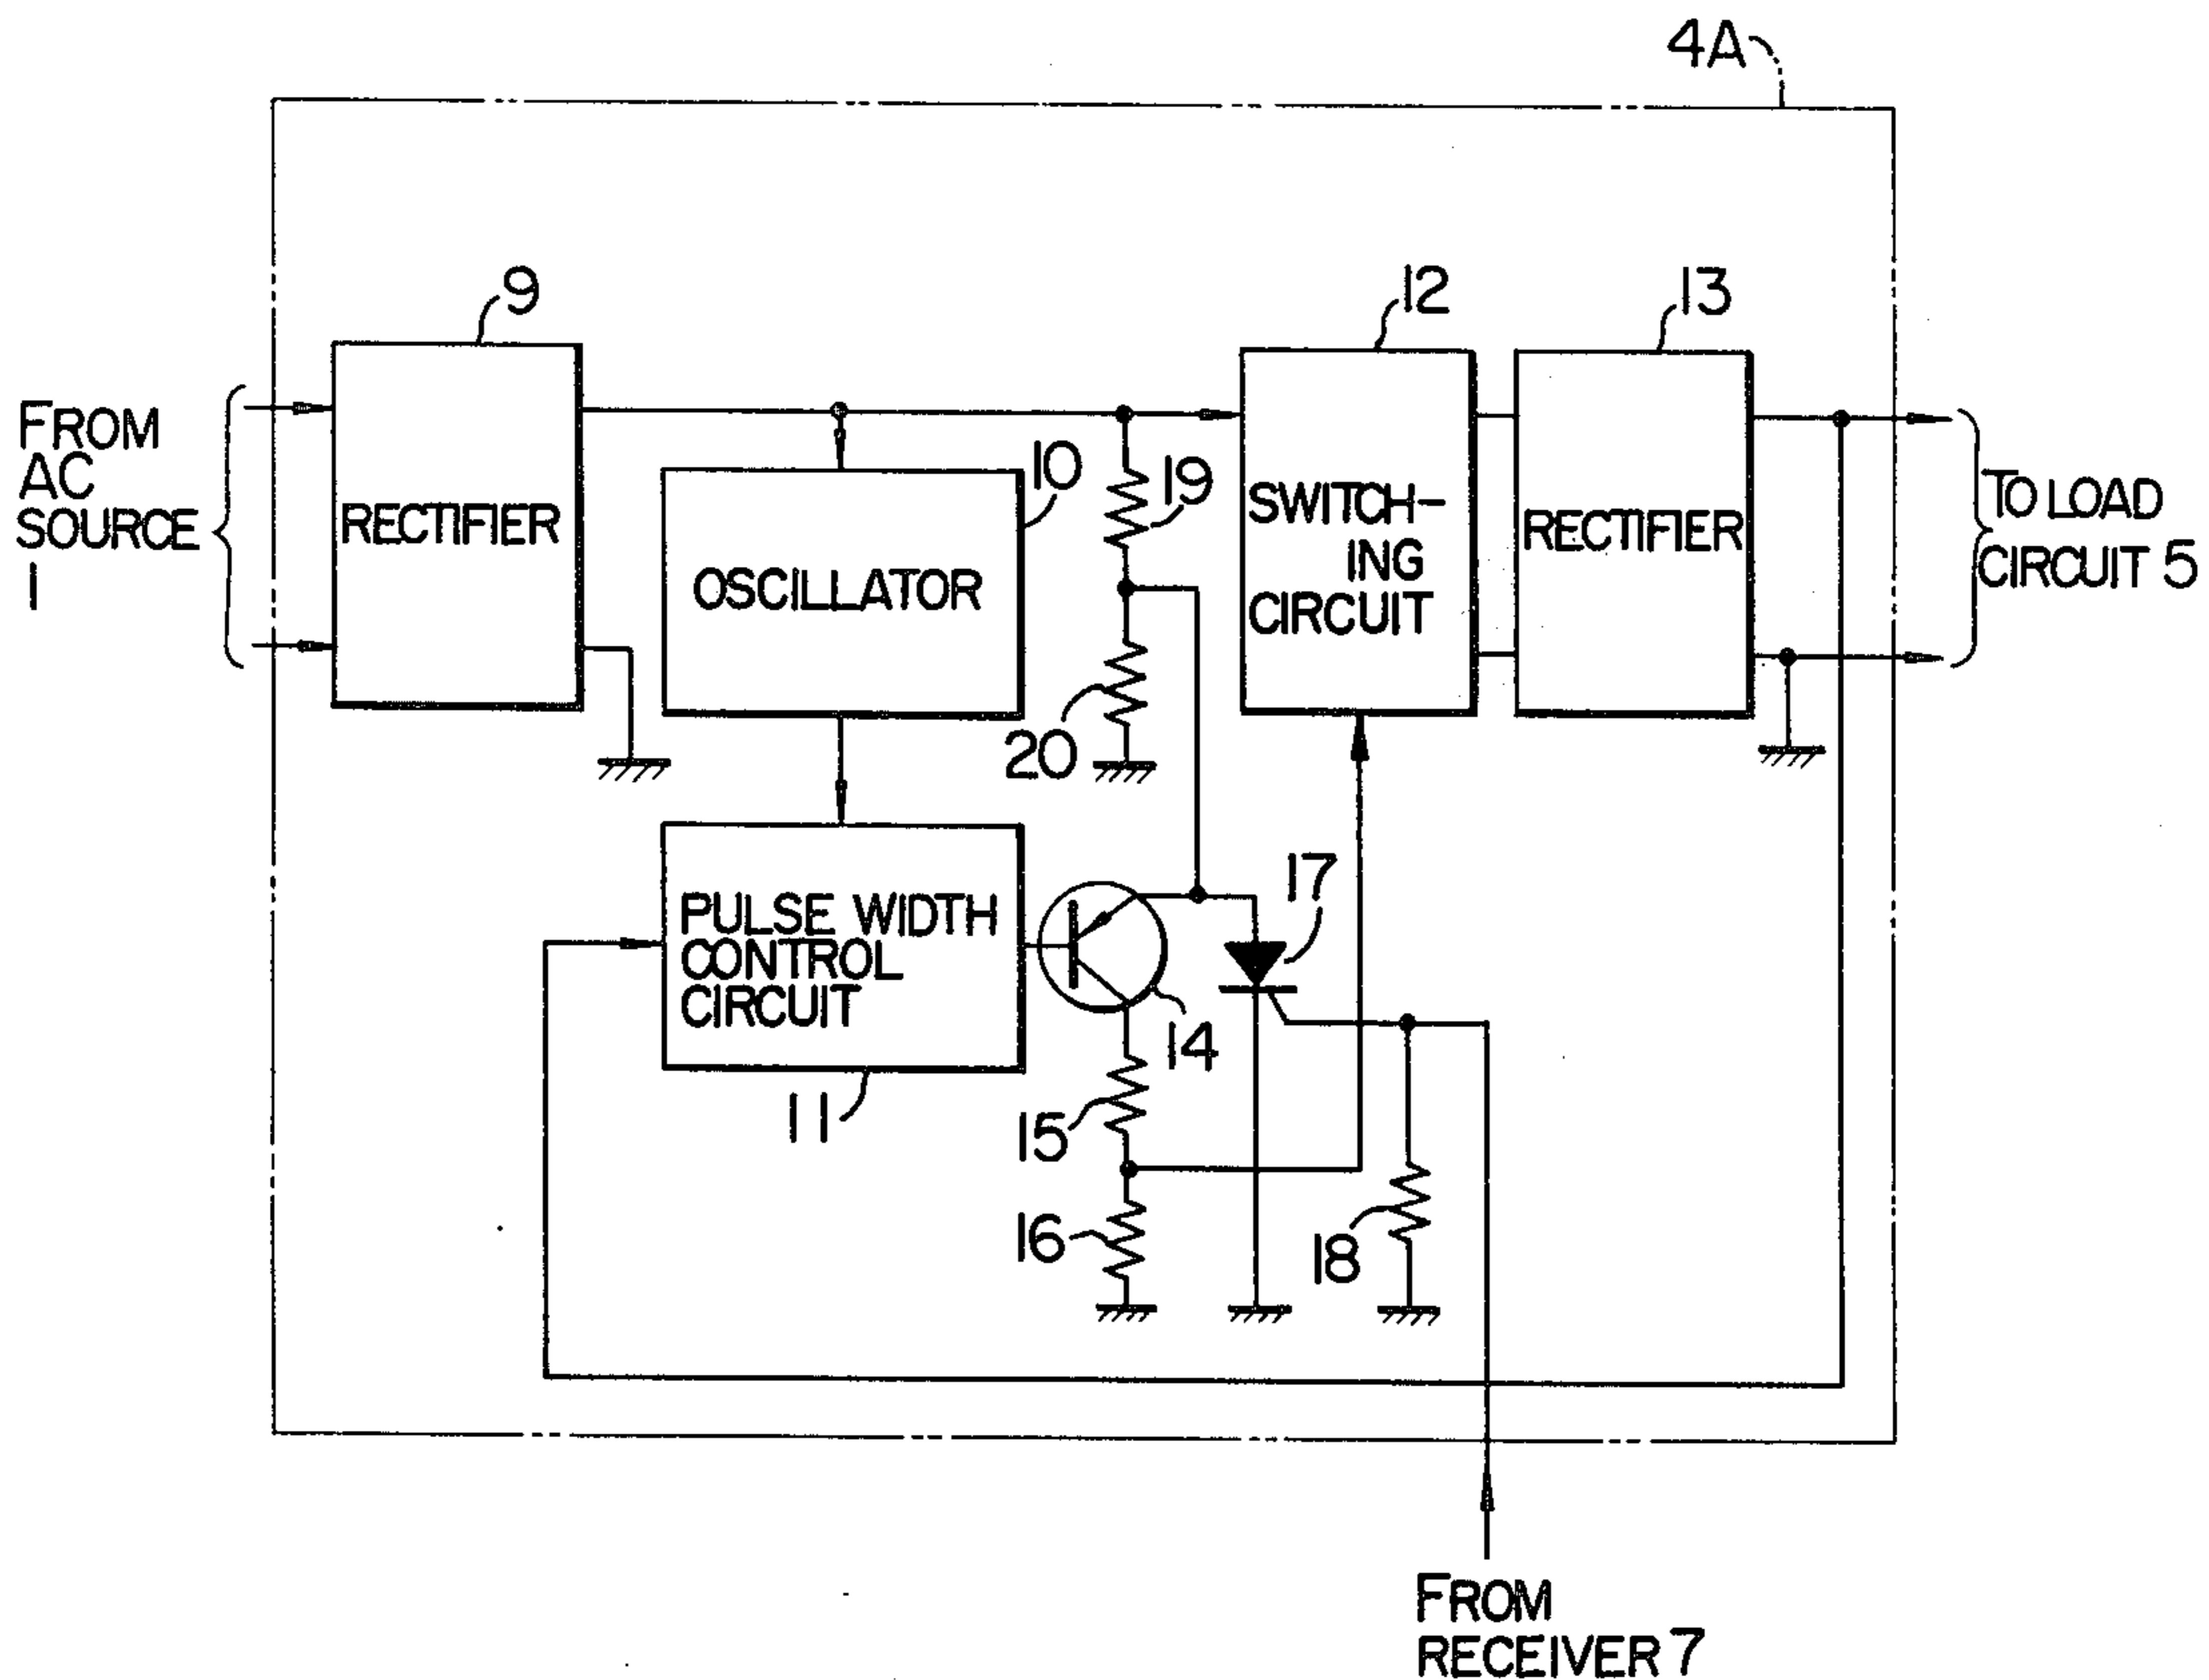 4A
9
12
13
FROM
AC
SOURCE
1
RECTIFIER
10
19
SWITCH-
ING
CIRCUIT
RECTIFIER
TO LOAD
CIRCUIT 5
OSCILLATOR
20
17
PULSE WIDTH
CONTROL
CIRCUIT
14
11
15
16
18
FROM
RECEIVER 7